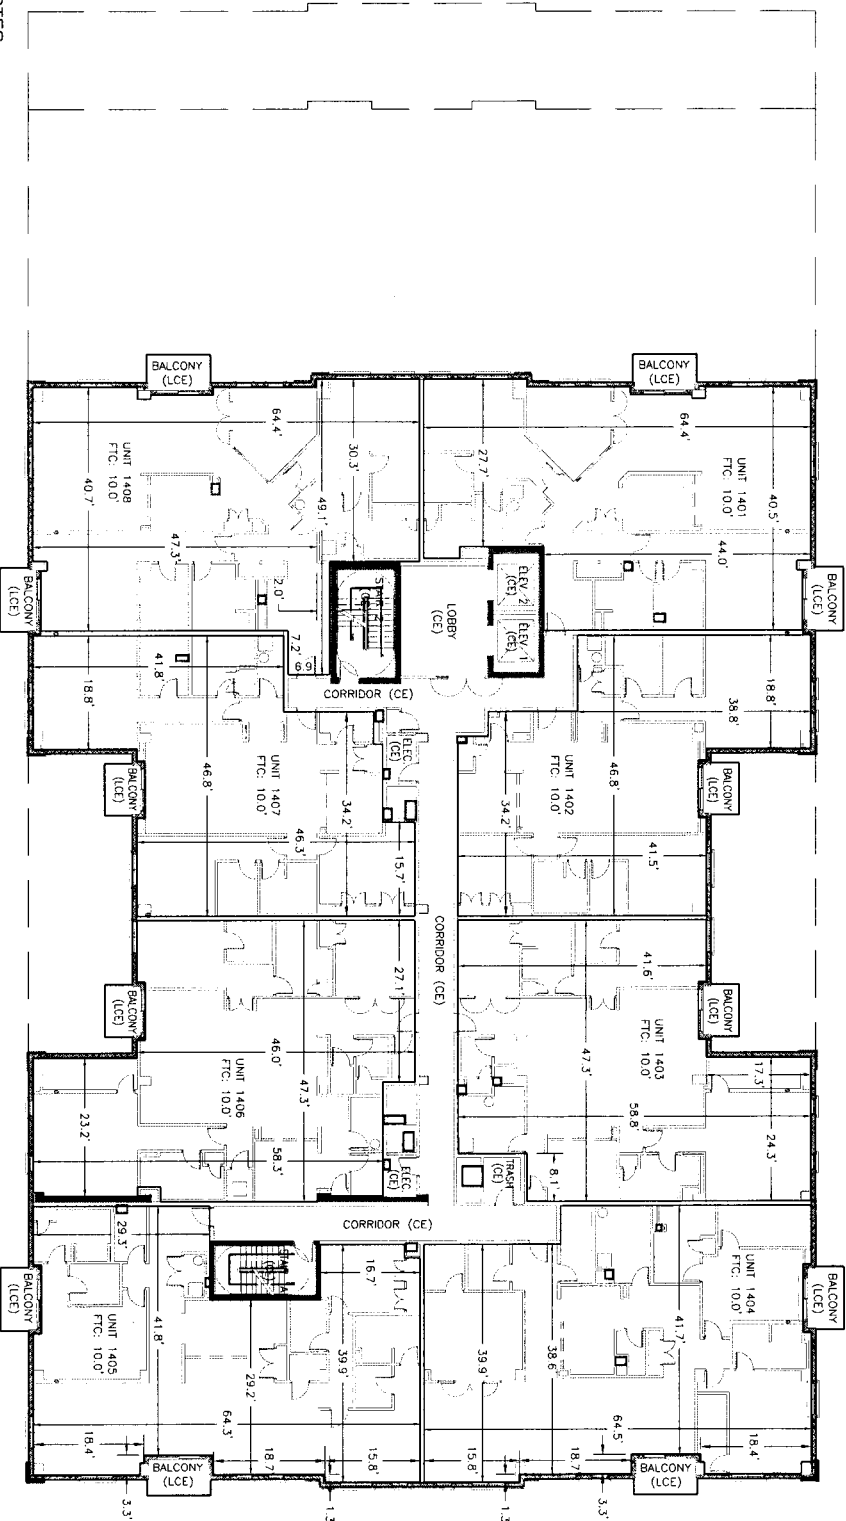 BALCONY
(LCE)
BALCONY
(LCE)
64.4'
64.4'
30.3'
27.7'
UNIT 1408
FTC: 10.0'
UNIT 1401
FTC: 10.0'
40.7'
49.1'
40.5'
47.3'
44.0'
BALCONY
(LCE)
2.0'
STAIR
ELEV. 2
(CE)
ELEV. 1
(CE)
LOBBY
(CE)
BALCONY
(LCE)
7.2'
6.9
41.8'
18.8'
CORRIDOR (CE)
38.8'
18.8'
ELEC.
(CE)
46.8'
UNIT 1407
FTC: 10.0'
34.2'
34.2'
UNIT 1402
FTC: 10.0'
46.8'
BALCONY
(LCE)
BALCONY
(LCE)
46.3'
15.7'
41.5'
CORRIDOR (CE)
27.1'
41.6'
BALCONY
(LCE)
BALCONY
(LCE)
46.0'
47.3'
UNIT 1406
FTC: 10.0'
47.3'
UNIT 1403
FTC: 10.0'
17.3'
23.2'
58.3'
58.8'
24.3'
ELEC.
(CE)
TRASH
(CE)
8.1'
CORRIDOR (CE)
29.3'
STAIR
16.7'
UNIT 1404
FTC: 10.0'
BALCONY
(LCE)
BALCONY
(LCE)
41.8'
UNIT 1405
FTC: 10.0'
29.2'
39.9'
39.9'
38.6'
41.7'
64.3'
64.5'
18.4'
18.7
15.8'
15.8'
18.7'
18.4'
BALCONY
(LCE)
BALCONY
(LCE)
3.3'
1.3
1.3
3.3'